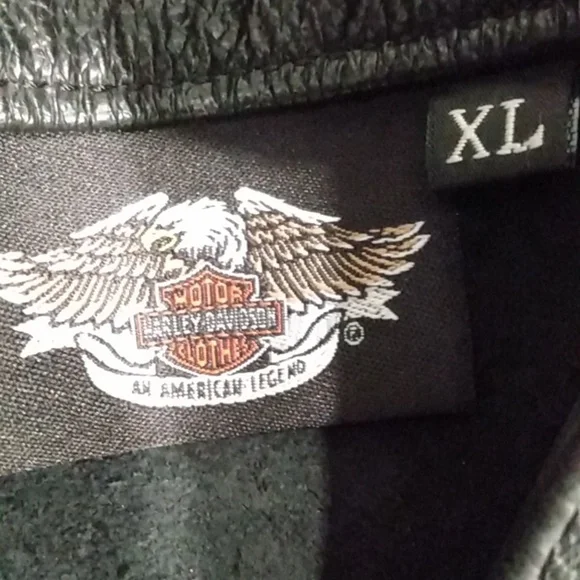 XL
MOTOR
HARLEY-DAVIDSON
CLOTHES
AN AMERICAN LEGEND
®